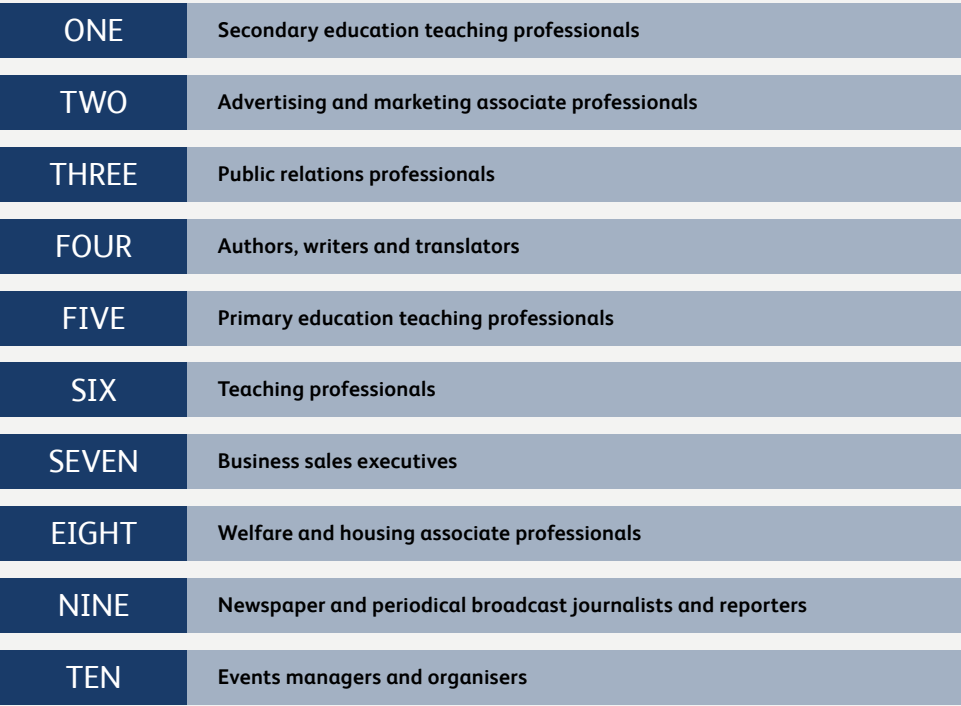 ONE Secondary education teaching professionals
TWO Advertising and marketing associate professionals
THREE Public relations professionals
FOUR Authors, writers and translators
FIVE Primary education teaching professionals
SIX Teaching professionals
SEVEN Business sales executives
EIGHT Welfare and housing associate professionals
NINE Newspaper and periodical broadcast journalists and reporters
TEN Events managers and organisers